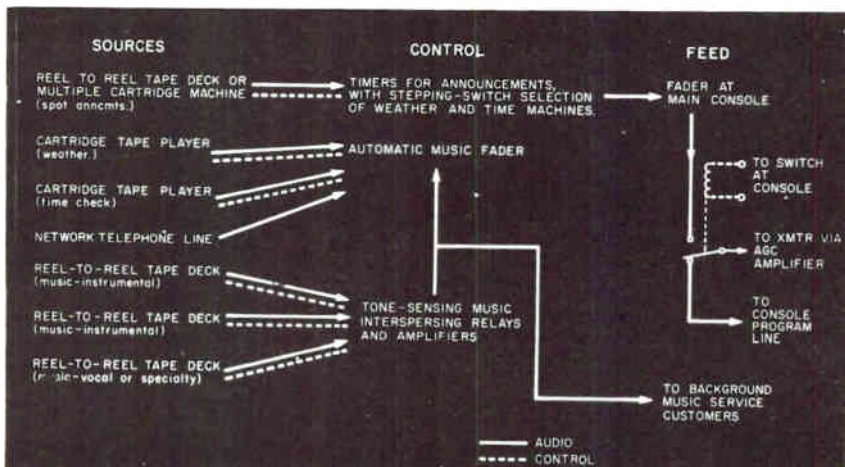 SOURCES
CONTROL
FEED
REEL TO REEL TAPE DECK OR
MULTIPLE CARTRIDGE MACHINE
(spot anncmts.)
TIMERS FOR ANNOUNCEMENTS,
WITH STEPPING-SWITCH SELECTION
OF WEATHER AND TIME MACHINES.
FADER AT
MAIN CONSOLE
CARTRIDGE TAPE PLAYER
(weather.)
AUTOMATIC MUSIC FADER
TO SWITCH
AT
CONSOLE
CARTRIDGE TAPE PLAYER
(time check)
NETWORK TELEPHONE LINE
TO XMTR VIA
AGC
AMPLIFIER
REEL-TO-REEL TAPE DECK
(music-instrumental)
REEL-TO-REEL TAPE DECK
(music-instrumental)
TONE-SENSING MUSIC
INTERSPERSING RELAYS
AND AMPLIFIERS
TO
CONSOLE
PROGRAM
LINE
REEL-TO-REEL TAPE DECK
(music-vocal or specialty)
TO BACKGROUND
MUSIC SERVICE
CUSTOMERS
AUDIO
CONTROL